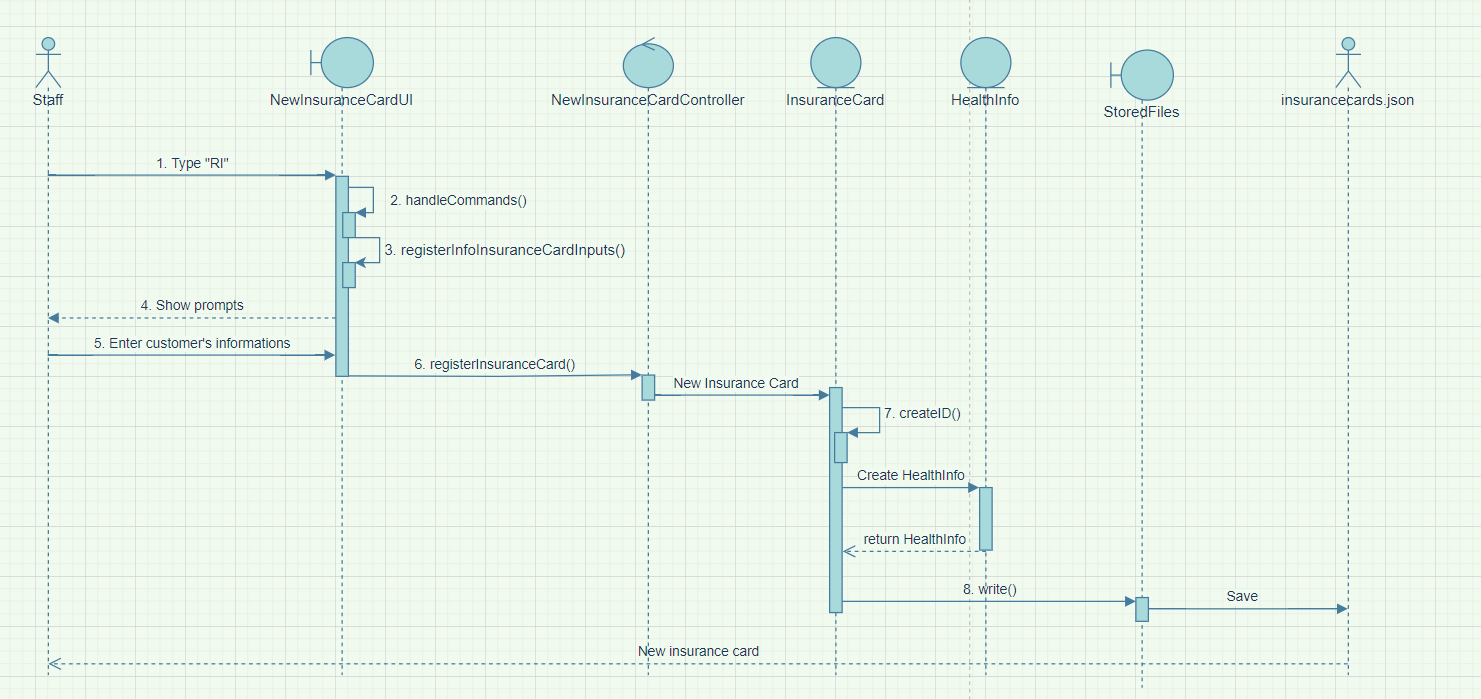 Staff
NewInsuranceCardUI
NewInsuranceCardController
InsuranceCard
HealthInfo
StoredFiles
insurancecards.json
1. Type "RI"
2. handleCommands()
3. registerInfoInsuranceCardInputs()
4. Show prompts
5. Enter customer's informations
6. registerInsuranceCard()
New Insurance Card
7. createID()
Create HealthInfo
return HealthInfo
8. write()
Save
New insurance card